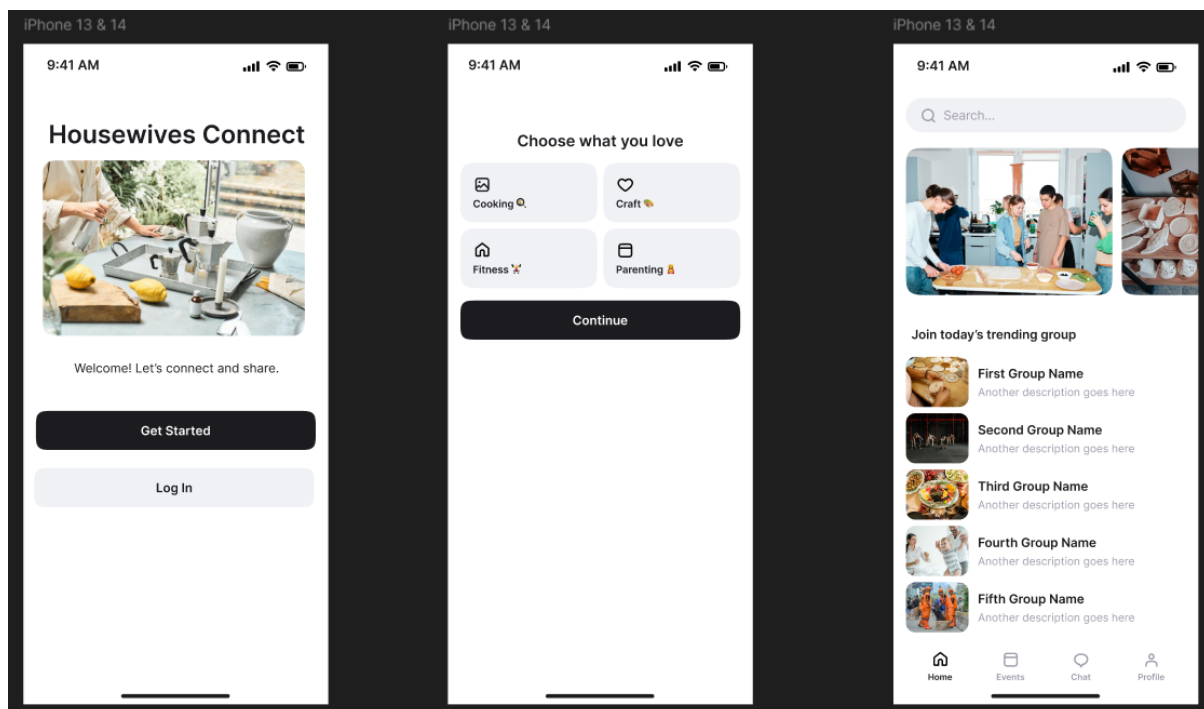 iPhone 13 & 14
9:41 AM
Housewives Connect
Welcome! Let's connect and share.
Get Started
Log In
iPhone 13 & 14
9:41 AM
Choose what you love
Cooking 🍳
Craft 🎨
Fitness 🏋️
Parenting 👩‍👧
Continue
iPhone 13 & 14
9:41 AM
Search...
Join today's trending group
First Group Name
Another description goes here
Second Group Name
Another description goes here
Third Group Name
Another description goes here
Fourth Group Name
Another description goes here
Fifth Group Name
Another description goes here
Home
Events
Chat
Profile